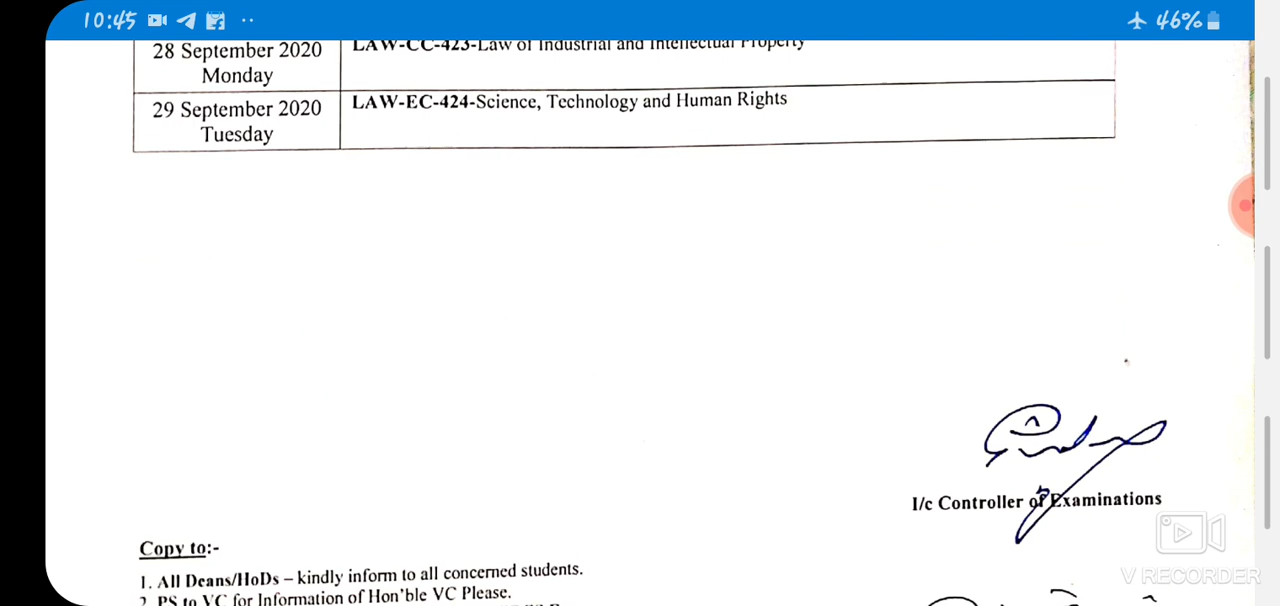 10:45
46%
28 September 2020
Monday
LAW-CC-423-Law of Industrial and Intellectual Property
29 September 2020
Tuesday
LAW-EC-424-Science, Technology and Human Rights
I/c Controller of Examinations
Copy to:-
1. All Deans/HoDs – kindly inform to all concerned students.
2. PS to VC for Information of Hon'ble VC Please.
V RECORDER